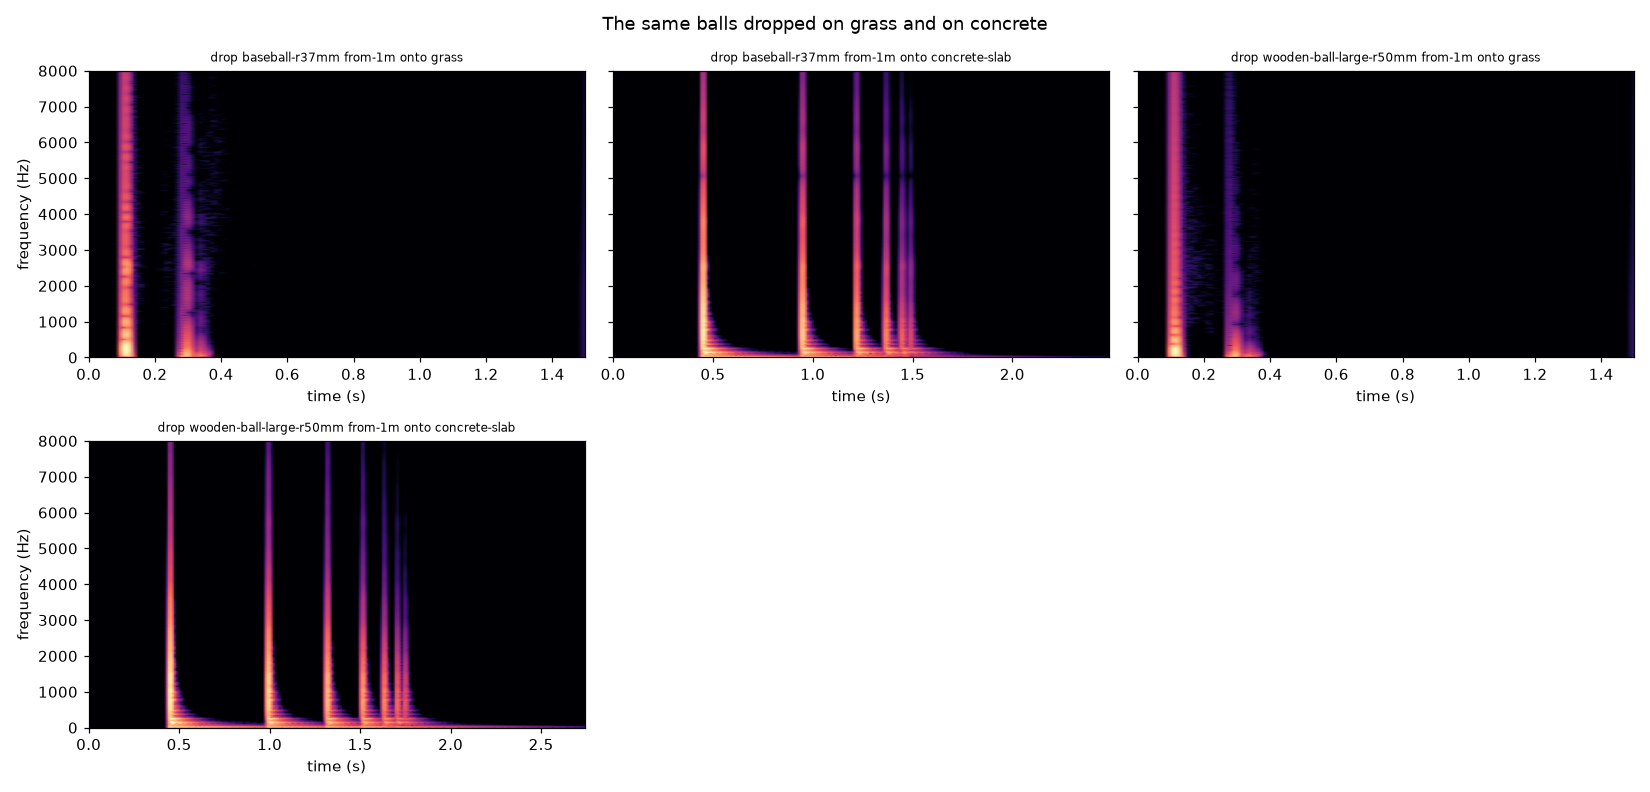 The same balls dropped on grass and on concrete
drop baseball-r37mm from-1m onto grass
drop baseball-r37mm from-1m onto concrete-slab
drop wooden-ball-large-r50mm from-1m onto grass
8000
7000
6000
5000
4000
3000
2000
1000
0
frequency (Hz)
0.0 0.2 0.4 0.6 0.8 1.0 1.2 1.4
time (s)
0.0 0.5 1.0 1.5 2.0
time (s)
0.0 0.2 0.4 0.6 0.8 1.0 1.2 1.4
time (s)
drop wooden-ball-large-r50mm from-1m onto concrete-slab
8000
7000
6000
5000
4000
3000
2000
1000
0
frequency (Hz)
0.0 0.5 1.0 1.5 2.0 2.5
time (s)